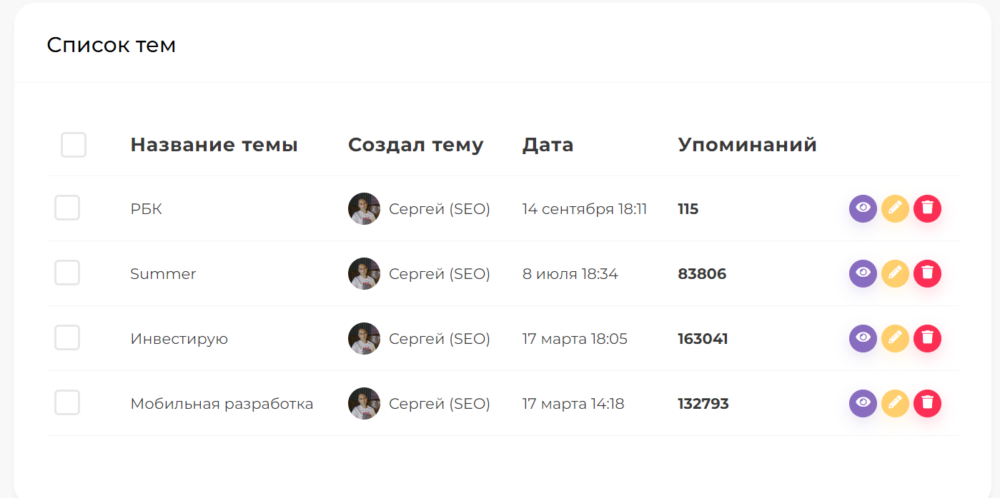 Список тем
Название темы Создал тему Дата Упоминаний
РБК Сергей (SEO) 14 сентября 18:11 115
Summer Сергей (SEO) 8 июля 18:34 83806
Инвестирую Сергей (SEO) 17 марта 18:05 163041
Мобильная разработка Сергей (SEO) 17 марта 14:18 132793